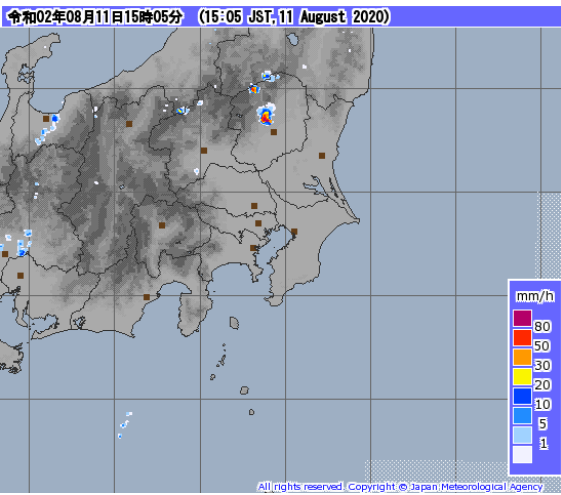 令和02年08月11日15時05分 (15:05 JST, 11 August 2020)
mm/h
80
50
30
20
10
5
1
All rights reserved. Copyright © Japan Meteorological Agency